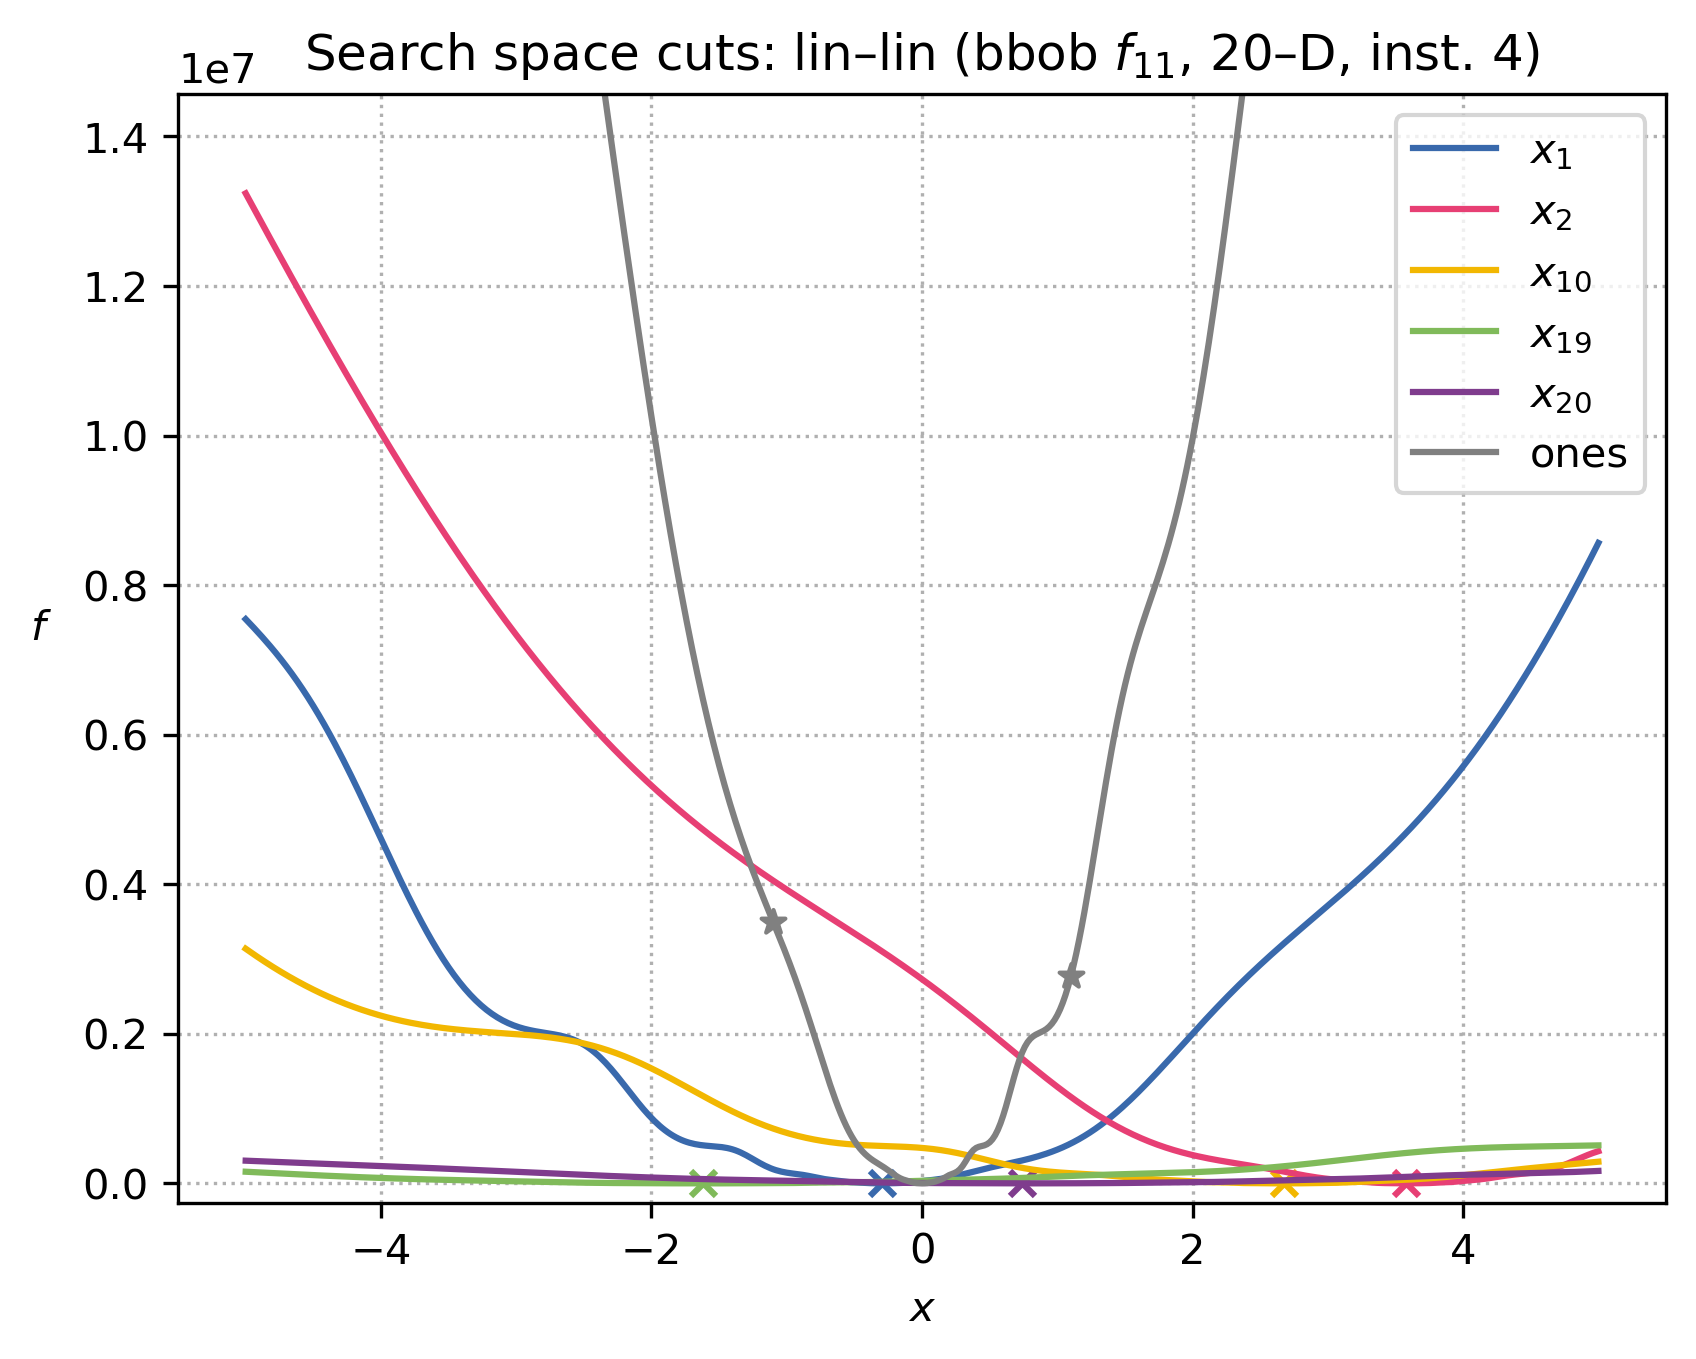 Search space cuts: lin–lin (bbob f₁₁, 20–D, inst. 4)
1e7
1.4
1.2
1.0
0.8
0.6
0.4
0.2
0.0
f
−4
−2
0
2
4
x
x₁
x₂
x₁₀
x₁₉
x₂₀
ones